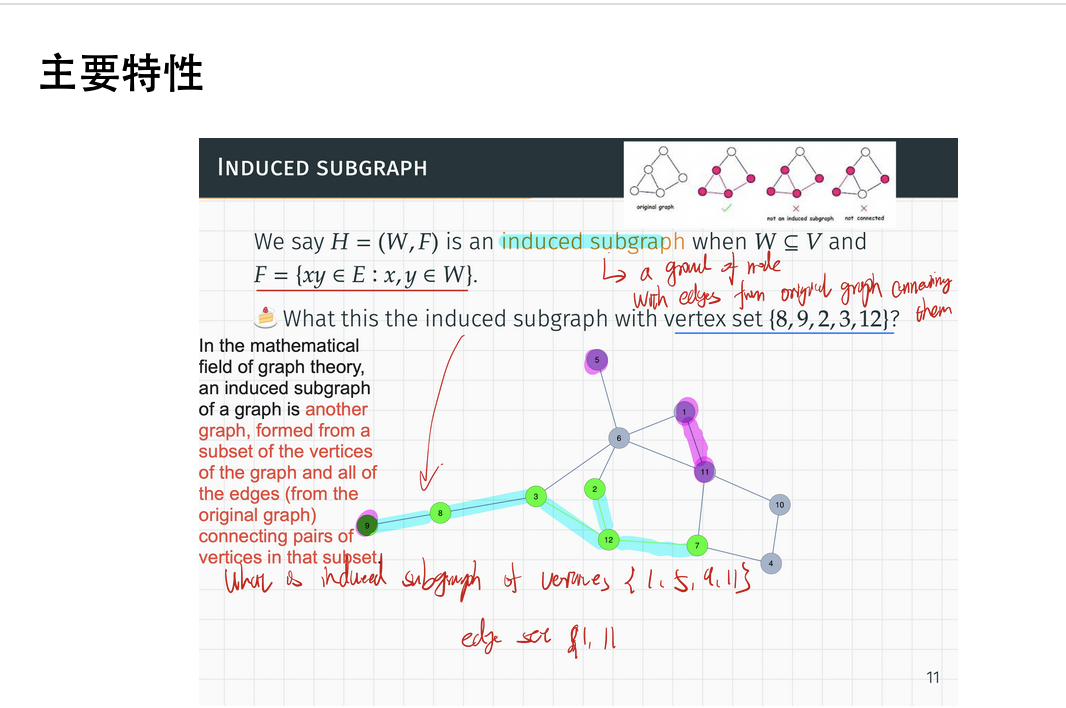 主要特性
INDUCED SUBGRAPH
original graph
not an induced subgraph
not connected
We say H = (W, F) is an induced subgraph when W ⊆ V and
F = {xy ∈ E : x, y ∈ W}.
↳ a of node
with edges from original graph connecting
them
🍰 What this the induced subgraph with vertex set {8, 9, 2, 3, 12}?
In the mathematical
field of graph theory,
an induced subgraph
of a graph is another
graph, formed from a
subset of the vertices
of the graph and all of
the edges (from the
original graph)
connecting pairs of
vertices in that subset.
5
1
6
11
2
3
10
8
9
12
7
4
What is induced subgraph of vertices {1, 5, 9, 11}
edge set {1, 11
11